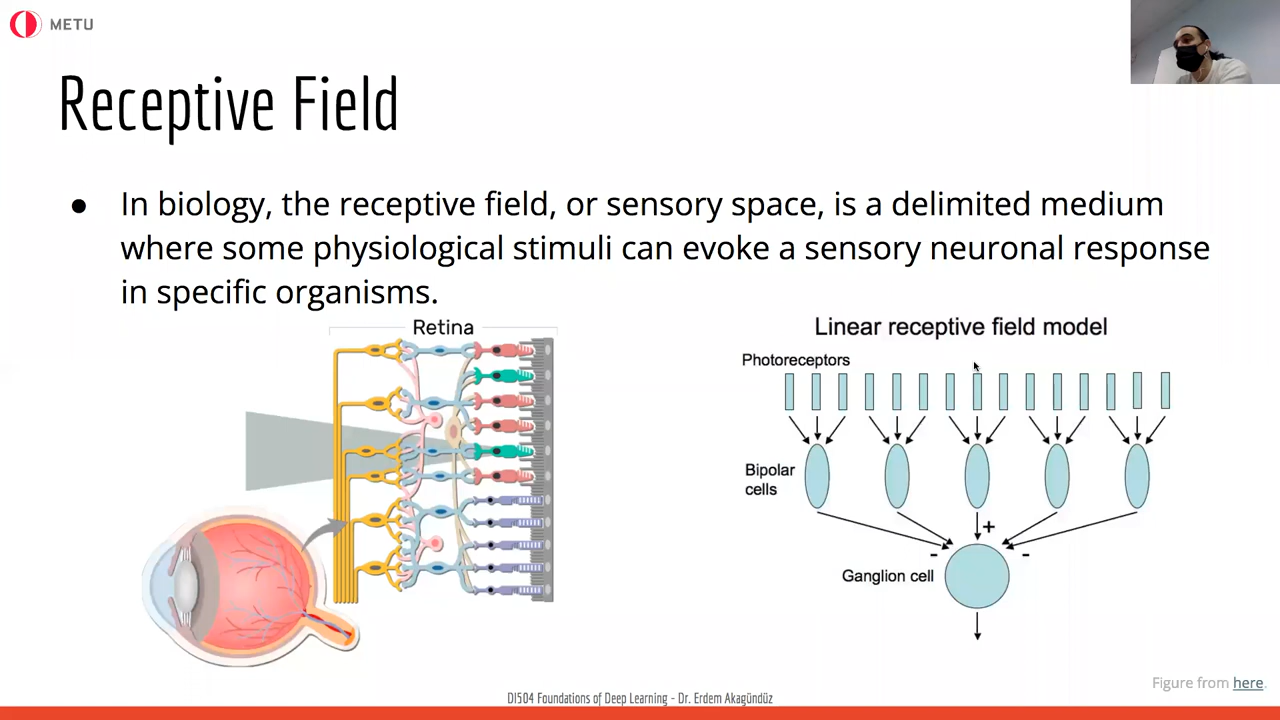 METU
Receptive Field
● In biology, the receptive field, or sensory space, is a delimited medium
where some physiological stimuli can evoke a sensory neuronal response
in specific organisms.
Retina
Linear receptive field model
Photoreceptors
Bipolar
cells
+
- -
Ganglion cell
Figure from here.
DI504 Foundations of Deep Learning - Dr. Erdem Akagündüz